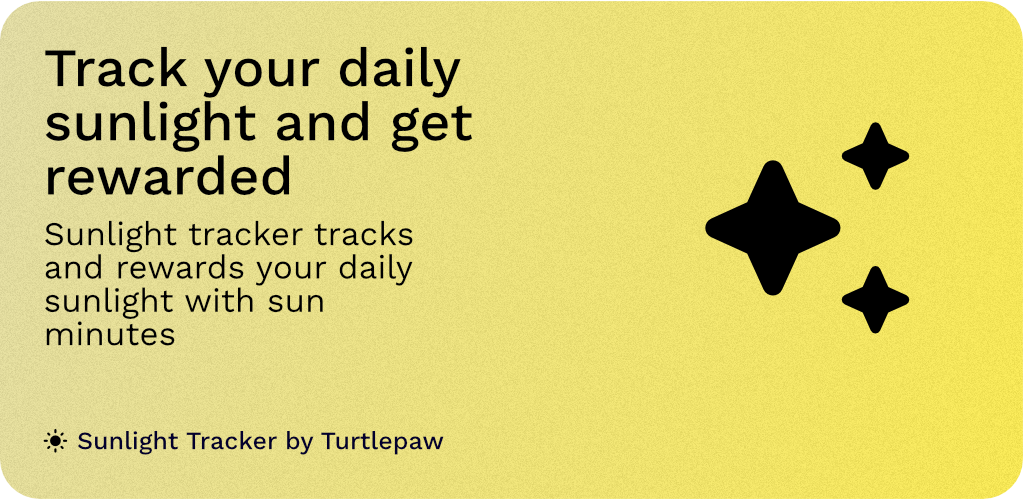 Track your daily
sunlight and get
rewarded
Sunlight tracker tracks
and rewards your daily
sunlight with sun
minutes
Sunlight Tracker by Turtlepaw